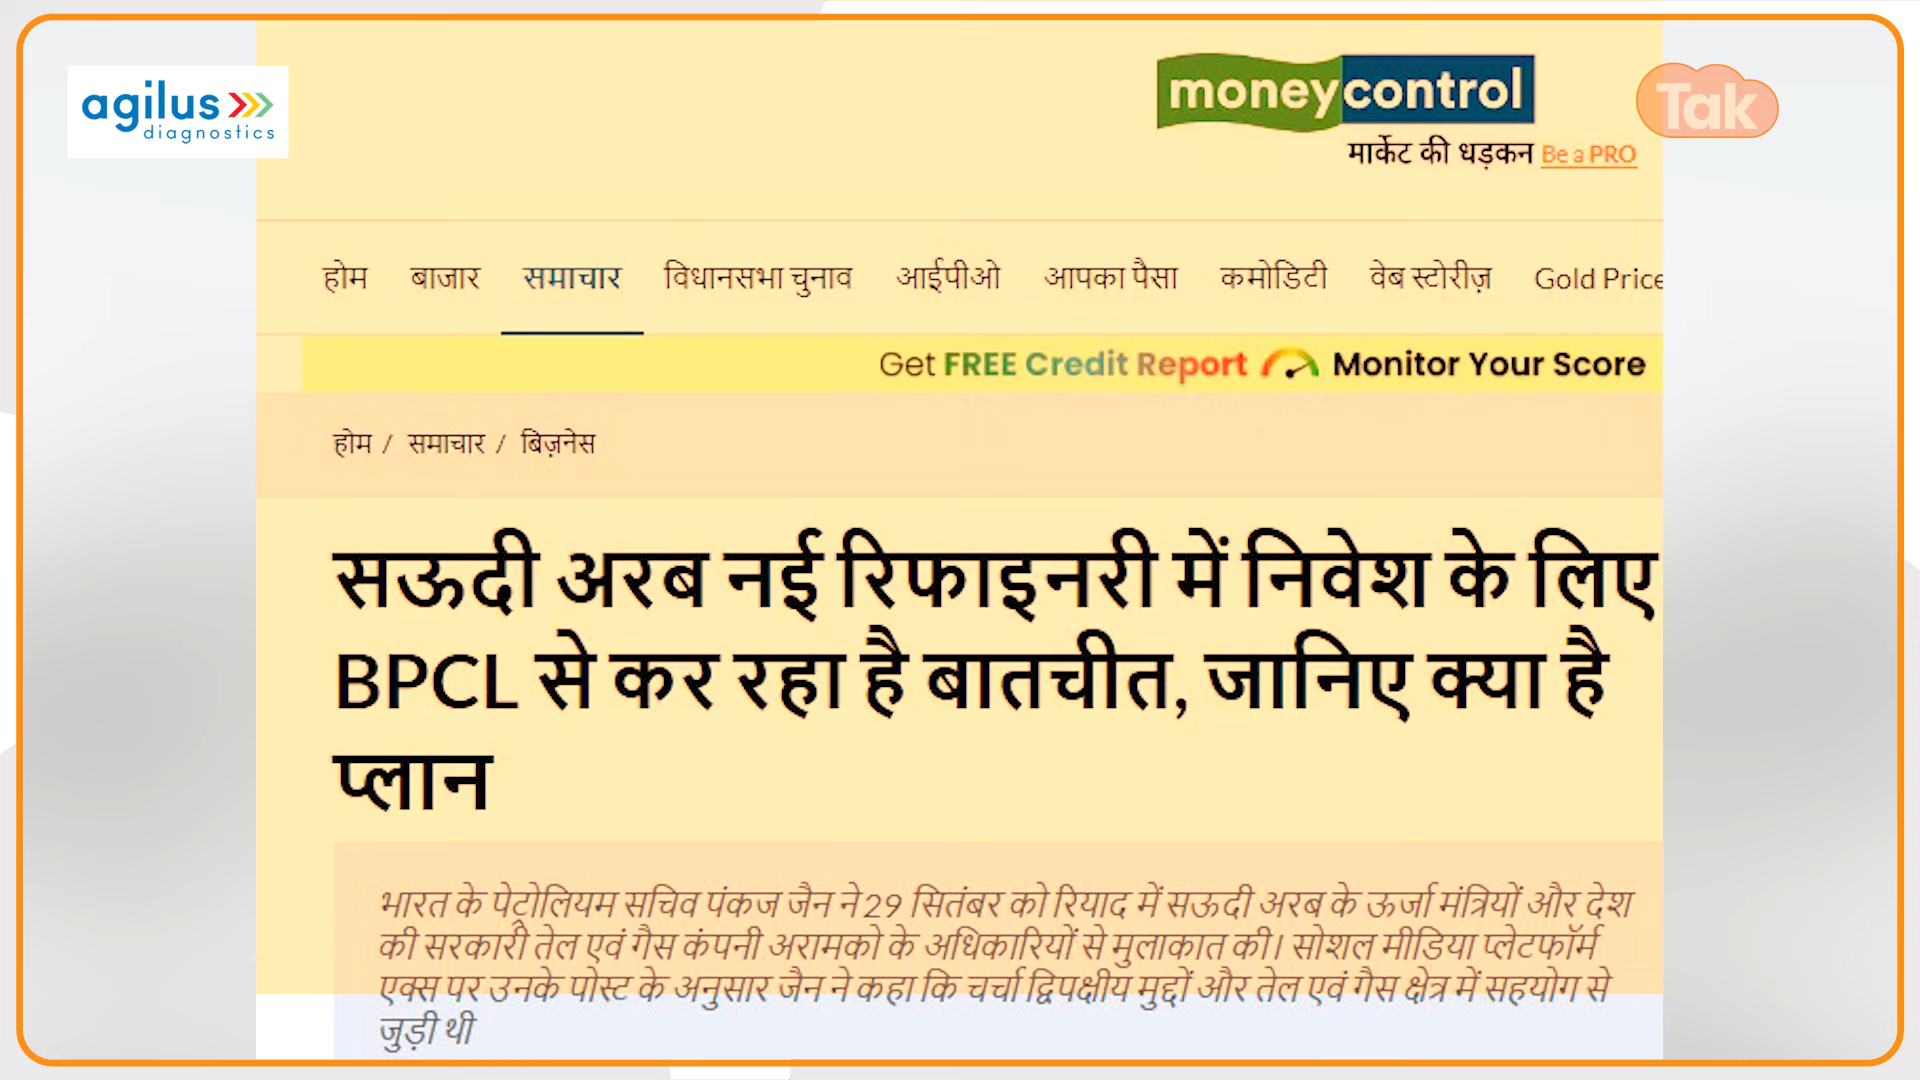 agilus
diagnostics
moneycontrol
Tak
मार्केट की धड़कन Be a PRO
होम बाजार समाचार विधानसभा चुनाव आईपीओ आपका पैसा कमोडिटी वेब स्टोरीज़ Gold Price
Get FREE Credit Report Monitor Your Score
होम / समाचार / बिज़नेस
सऊदी अरब नई रिफाइनरी में निवेश के लिए
BPCL से कर रहा है बातचीत, जानिए क्या है
प्लान
भारत के पेट्रोलियम सचिव पंकज जैन ने 29 सितंबर को रियाद में सऊदी अरब के ऊर्जा मंत्रियों और देश
की सरकारी तेल एवं गैस कंपनी अरामको के अधिकारियों से मुलाकात की। सोशल मीडिया प्लेटफॉर्म
एक्स पर उनके पोस्ट के अनुसार जैन ने कहा कि चर्चा द्विपक्षीय मुद्दों और तेल एवं गैस क्षेत्र में सहयोग से
जुड़ी थी